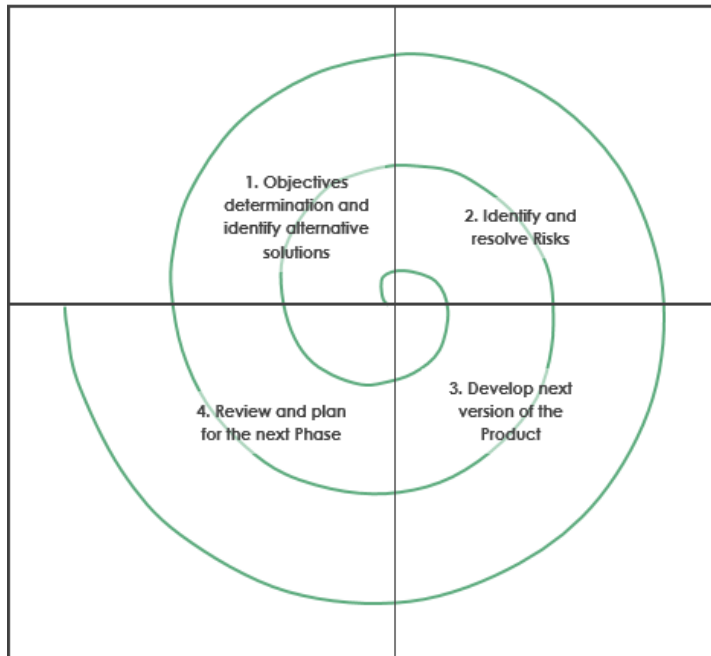 1. Objectives
determination and
identify alternative
solutions
2. Identify and
resolve Risks
3. Develop next
version of the
Product
4. Review and plan
for the next Phase